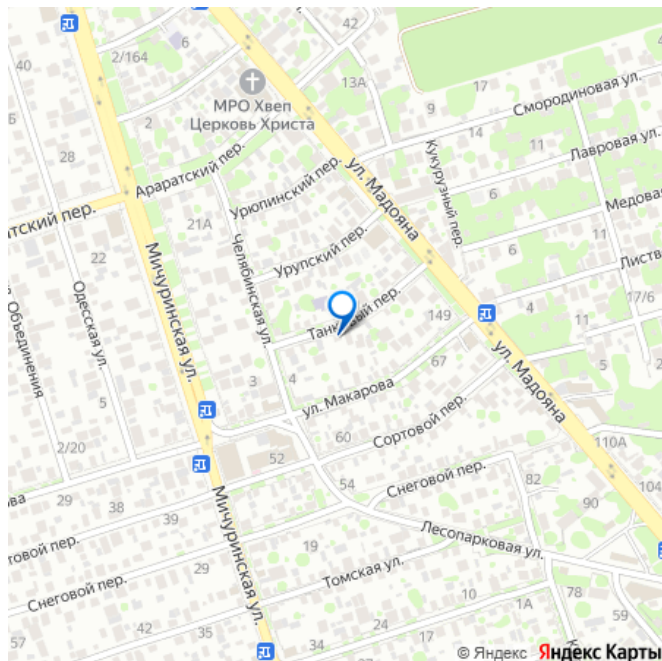 42
2/164
6
13А
МРО Хвеп
Церковь Христа
9
17
14
Смородиновая ул.
2
11
Лавровая ул.
28
Араратский пер.
Урюпинский пер.
ул. Мадояна
Кукурузный пер.
11
атский пер.
21А
6
Медова
22
Урупский пер.
6
Листв
Объединения
Одесская ул.
Мичуринская ул.
Челябинская ул.
17/6
4
149
11
67
3
4
5
ул. Макарова
ул. Мадояна
60
Сортовой пер.
2/20
52
110А
ва
29
38
54
Снеговой пер.
82
104
90
39
товой пер.
Мичуринская ул.
19
Лесопарковая ул.
29
Томская ул.
Снеговой пер.
78
10
1А
59
57
35
34
24
17
10
© Яндекс Яндекс Карты